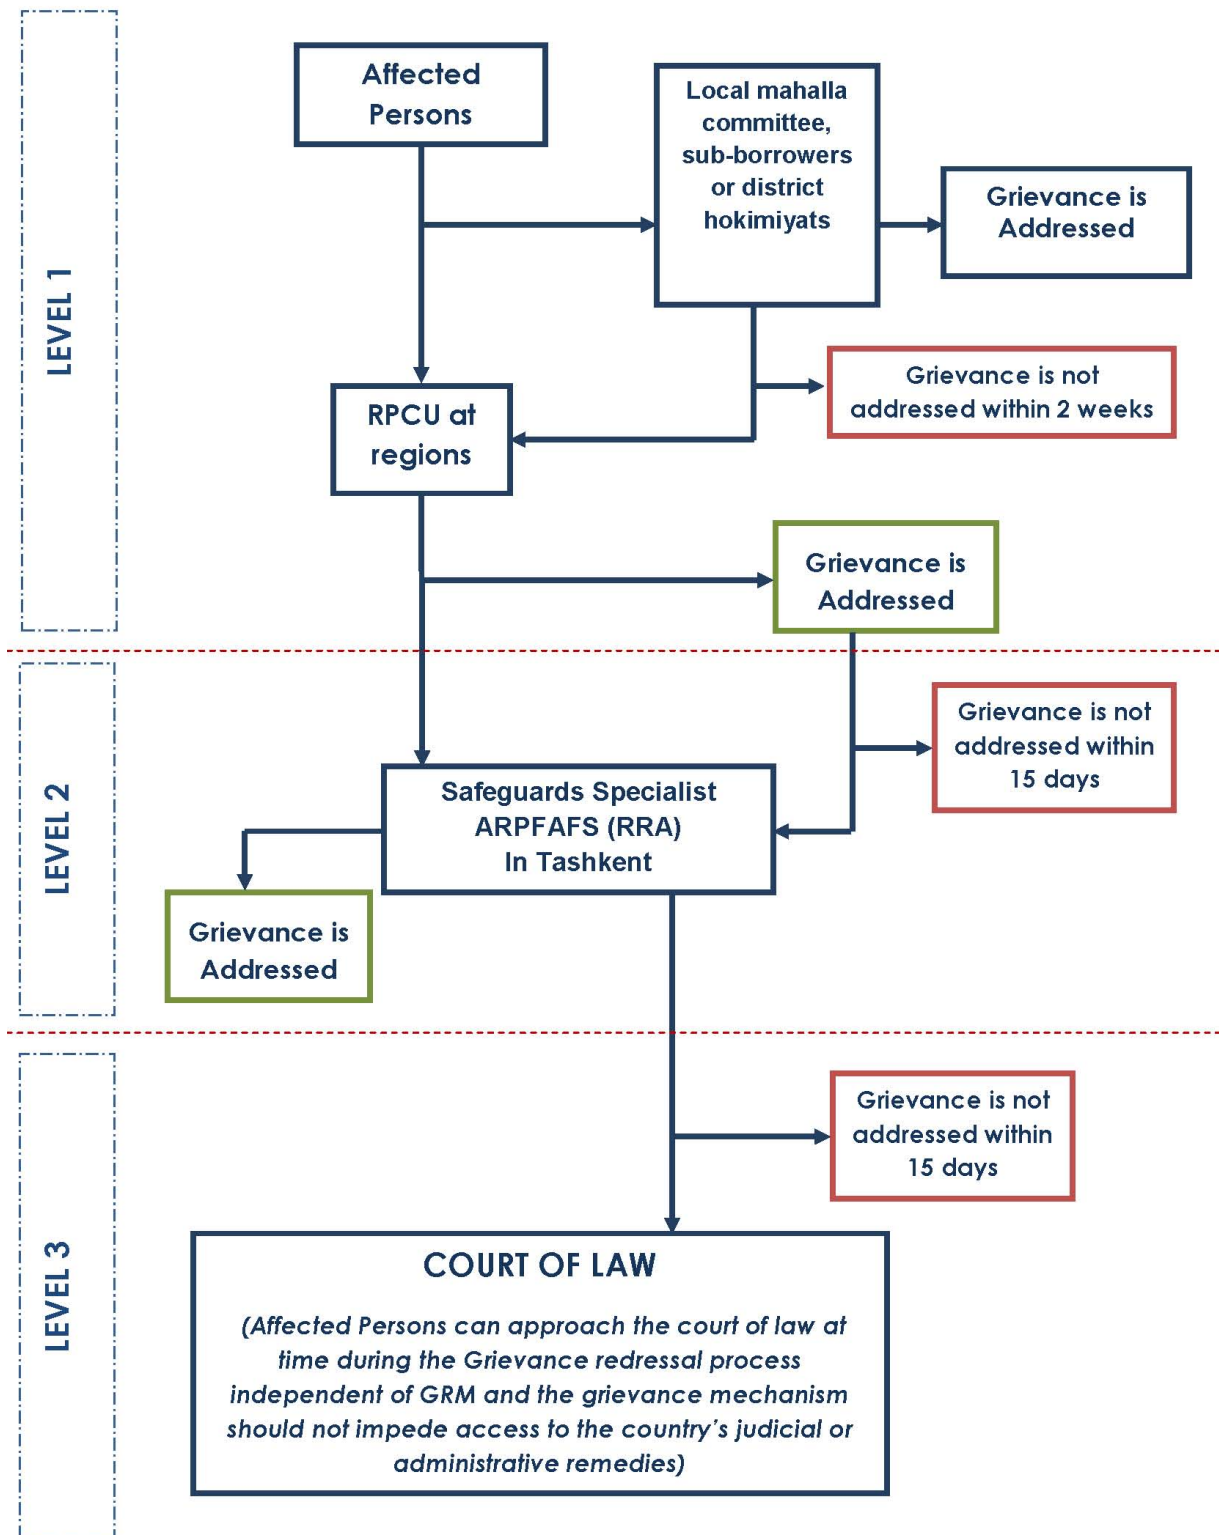 LEVEL 1
Affected
Persons
Local mahalla
committee,
sub-borrowers
or district
hokimiyats
Grievance is
Addressed
Grievance is not
addressed within 2 weeks
RPCU at
regions
Grievance is
Addressed
LEVEL 2
Grievance is not
addressed within
15 days
Safeguards Specialist
ARPFAFS (RRA)
In Tashkent
Grievance is
Addressed
LEVEL 3
Grievance is not
addressed within
15 days
COURT OF LAW
(Affected Persons can approach the court of law at
time during the Grievance redressal process
independent of GRM and the grievance mechanism
should not impede access to the country’s judicial or
administrative remedies)